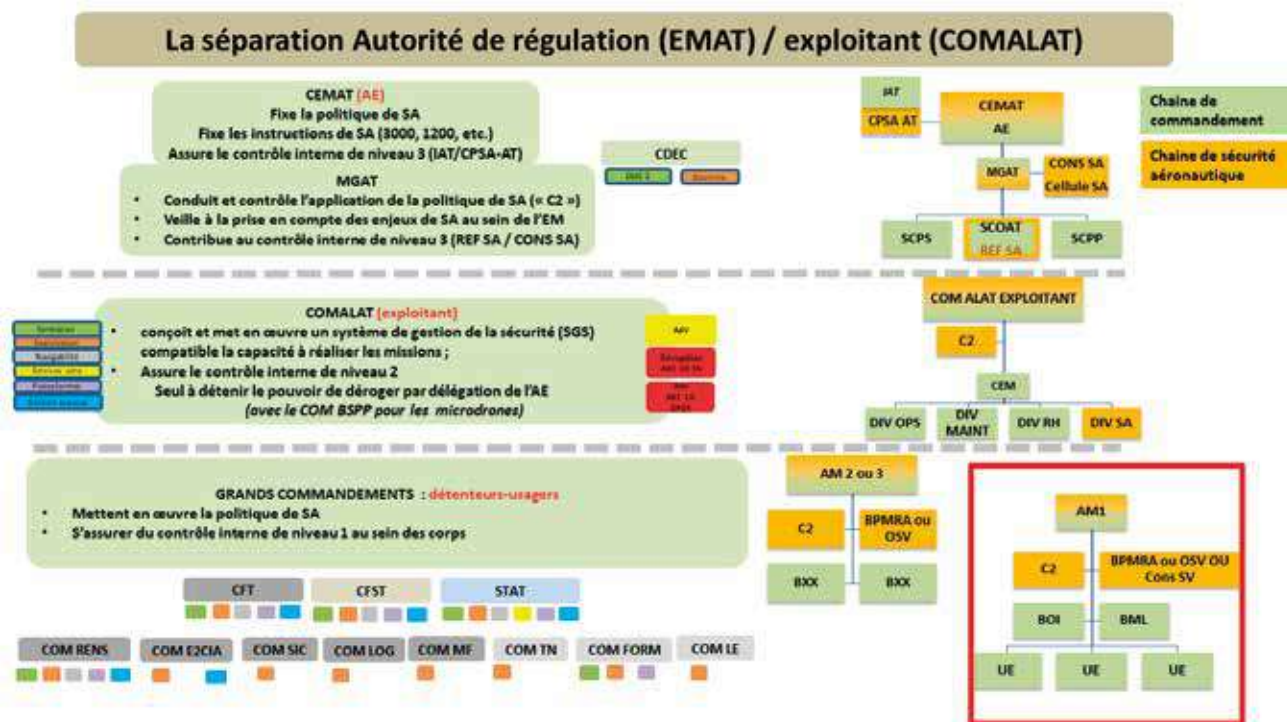 La séparation Autorité de régulation (EMAT) / exploitant (COMALAT)
CEMAT (AE)
Fixe la politique de SA
Fixe les instructions de SA (3000, 1200, etc.)
Assure le contrôle interne de niveau 3 (IAT/CPSA-AT)
CDEC
MGAT
• Conduit et contrôle l'application de la politique de SA (« C2 »)
• Veille à la prise en compte des enjeux de SA au sein de l'EM
• Contribue au contrôle interne de niveau 3 (REF SA / CONS SA)
IAT
CPSA AT
CEMAT
AE
MGAT
CONS SA
Cellule SA
SCPS
SCOAT
REF SA
SCPP
Chaine de
commandement
Chaine de sécurité
aéronautique
COMALAT (exploitant)
• conçoit et met en œuvre un système de gestion de la sécurité (SGS)
compatible la capacité à réaliser les missions ;
• Assure le contrôle interne de niveau 2
Seul à détenir le pouvoir de déroger par délégation de l'AE
(avec le COM BSPP pour les microdrones)
Navigabilité
COM ALAT EXPLOITANT
C2
CEM
DIV OPS
DIV
MAINT
DIV RH
DIV SA
GRANDS COMMANDEMENTS : détenteurs-usagers
• Mettent en œuvre la politique de SA
• S'assurer du contrôle interne de niveau 1 au sein des corps
CFT
CFST
STAT
COM RENS
COM E2CIA
COM SIC
COM LOG
COM MF
COM TN
COM FORM
COM LE
AM 2 ou 3
C2
BPMRA ou
OSV
BXX
BXX
AM1
C2
BPMRA ou OSV OU
Cons SV
BOI
BML
UE
UE
UE